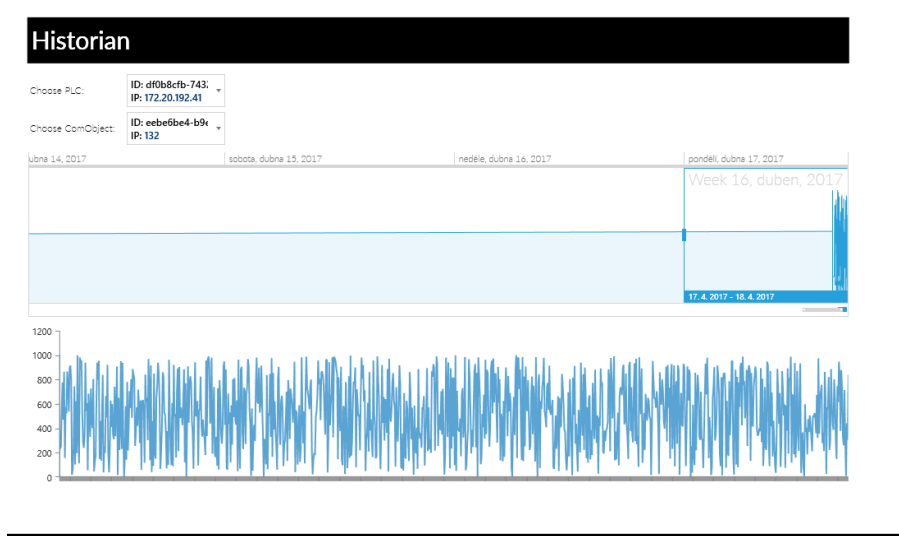 Historian
Choose PLC:
ID: df0b8cfb-743
IP: 172.20.192.41
Choose ComObject:
ID: eebe6be4-b9
IP: 132
ubna 14, 2017 sobota, dubna 15, 2017 neděle, dubna 16, 2017 pondělí, dubna 17, 2017
Week 16, duben, 2017
17. 4. 2017 - 18. 4. 2017
1200
1000
800
600
400
200
0